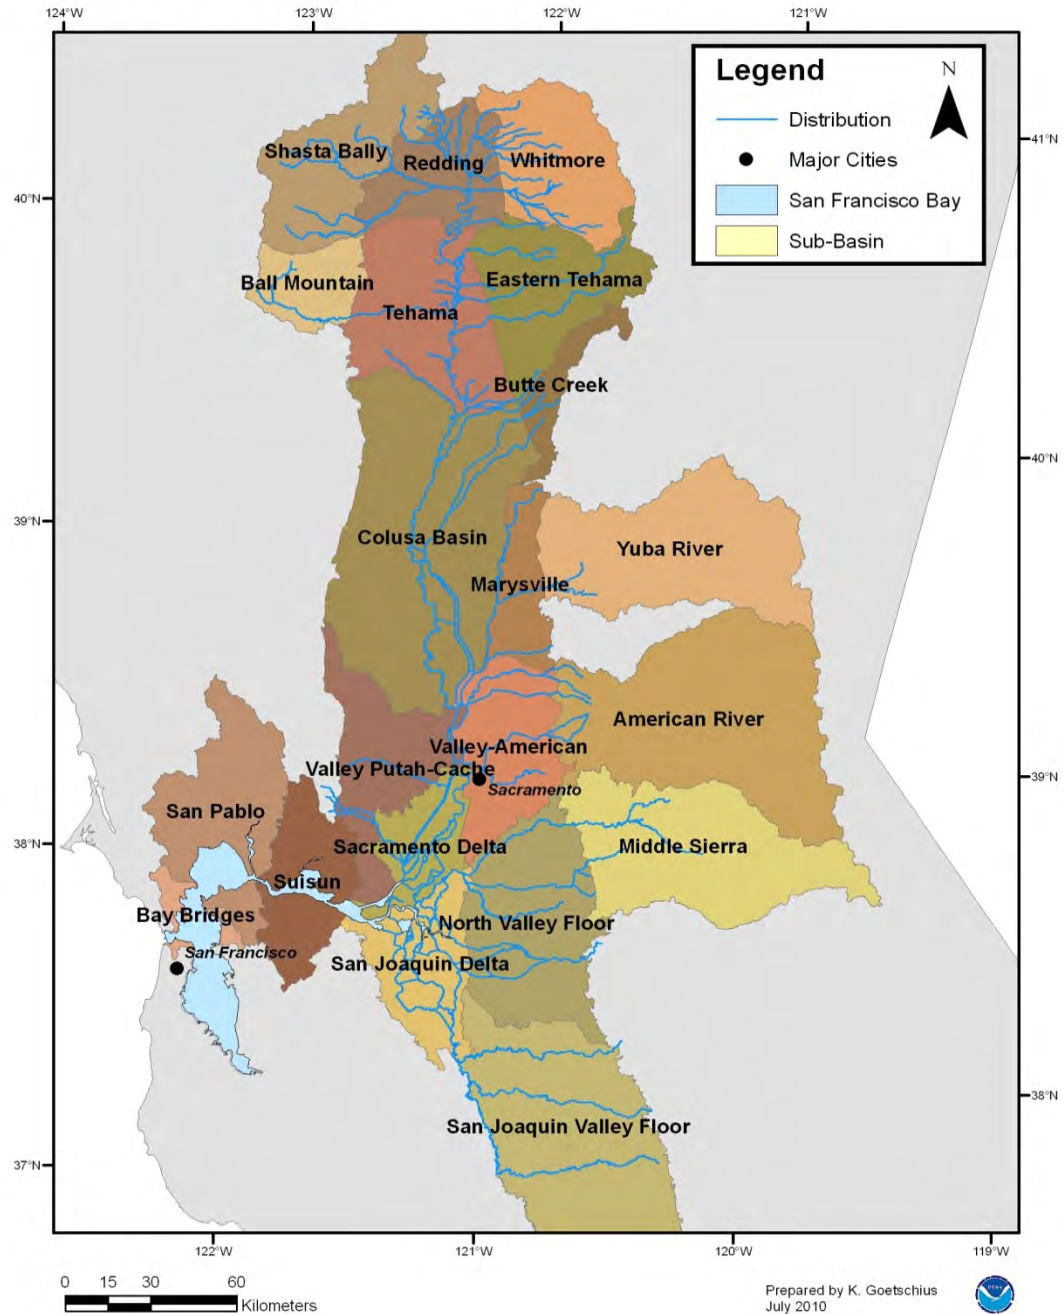 124°W 123°W 122°W 121°W
Legend
N
Distribution
Major Cities
San Francisco Bay
Sub-Basin
41°N
40°N
40°N
39°N
39°N
38°N
38°N
37°N
Shasta Bally
Redding
Whitmore
Ball Mountain
Eastern Tehama
Tehama
Butte Creek
Colusa Basin
Yuba River
Marysville
American River
Valley-American
Valley Putah-Cache
Sacramento
San Pablo
Sacramento Delta
Middle Sierra
Suisun
Bay Bridges
North Valley Floor
San Francisco
San Joaquin Delta
San Joaquin Valley Floor
122°W 121°W 120°W 119°W
0 15 30 60
Kilometers
Prepared by K. Goetschius
July 2010